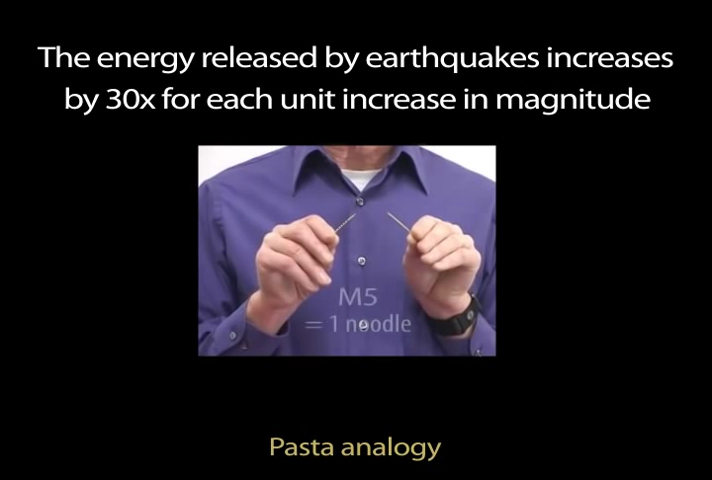 The energy released by earthquakes increases
by 30x for each unit increase in magnitude
M5
= 1 noodle
Pasta analogy